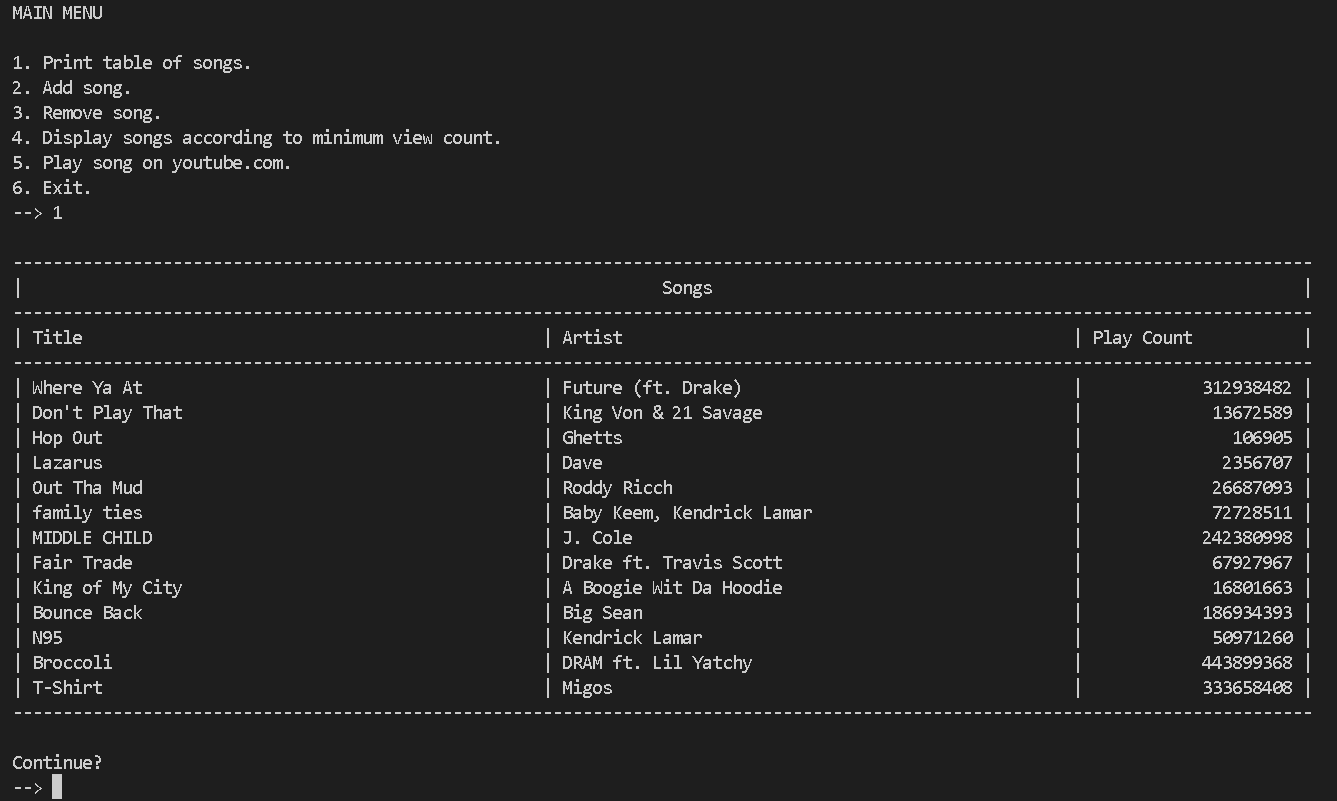 MAIN MENU
1. Print table of songs.
2. Add song.
3. Remove song.
4. Display songs according to minimum view count.
5. Play song on youtube.com.
6. Exit.
--> 1
| Songs |
| Title | Artist | Play Count |
| Where Ya At | Future (ft. Drake) | 312938482 |
| Don't Play That | King Von & 21 Savage | 13672589 |
| Hop Out | Ghetts | 106905 |
| Lazarus | Dave | 2356707 |
| Out Tha Mud | Roddy Ricch | 26687093 |
| family ties | Baby Keem, Kendrick Lamar | 72728511 |
| MIDDLE CHILD | J. Cole | 242380998 |
| Fair Trade | Drake ft. Travis Scott | 67927967 |
| King of My City | A Boogie Wit Da Hoodie | 16801663 |
| Bounce Back | Big Sean | 186934393 |
| N95 | Kendrick Lamar | 50971260 |
| Broccoli | DRAM ft. Lil Yatchy | 443899368 |
| T-Shirt | Migos | 333658408 |
Continue?
-->